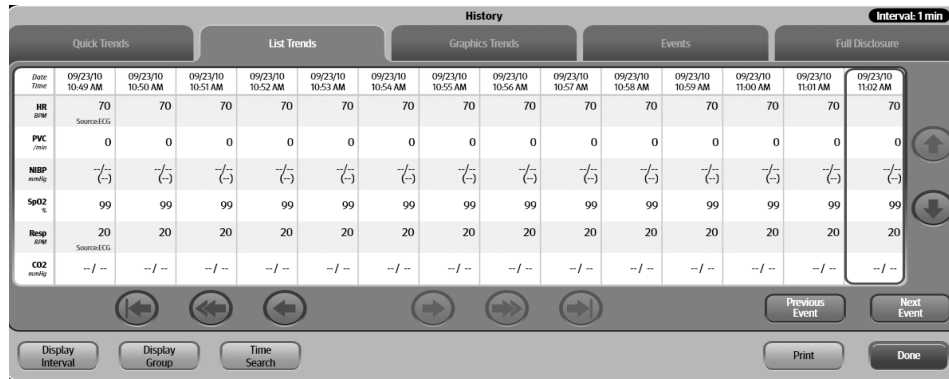 History
Interval: 1 min
Quick Trends List Trends Graphics Trends Events Full Disclosure
Date 09/23/10 09/23/10 09/23/10 09/23/10 09/23/10 09/23/10 09/23/10 09/23/10 09/23/10 09/23/10 09/23/10 09/23/10 09/23/10 09/23/10
Time 10:49 AM 10:50 AM 10:51 AM 10:52 AM 10:53 AM 10:54 AM 10:55 AM 10:56 AM 10:57 AM 10:58 AM 10:59 AM 11:00 AM 11:01 AM 11:02 AM
HR 70 70 70 70 70 70 70 70 70 70 70 70 70 70
BPM Source:ECG
PVC 0 0 0 0 0 0 0 0 0 0 0 0 0 0
/min
NIBP --/-- --/-- --/-- --/-- --/-- --/-- --/-- --/-- --/-- --/-- --/-- --/-- --/-- --/--
mmHg (--) (--) (--) (--) (--) (--) (--) (--) (--) (--) (--) (--) (--) (--)
SpO2 99 99 99 99 99 99 99 99 99 99 99 99 99 99
%
Resp 20 20 20 20 20 20 20 20 20 20 20 20 20 20
RPM Source:ECG
CO2 --/ -- --/ -- --/ -- --/ -- --/ -- --/ -- --/ -- --/ -- --/ -- --/ -- --/ -- --/ -- --/ -- --/ --
mmHg
Previous
Event
Next
Event
Display
Interval
Display
Group
Time
Search
Print
Done